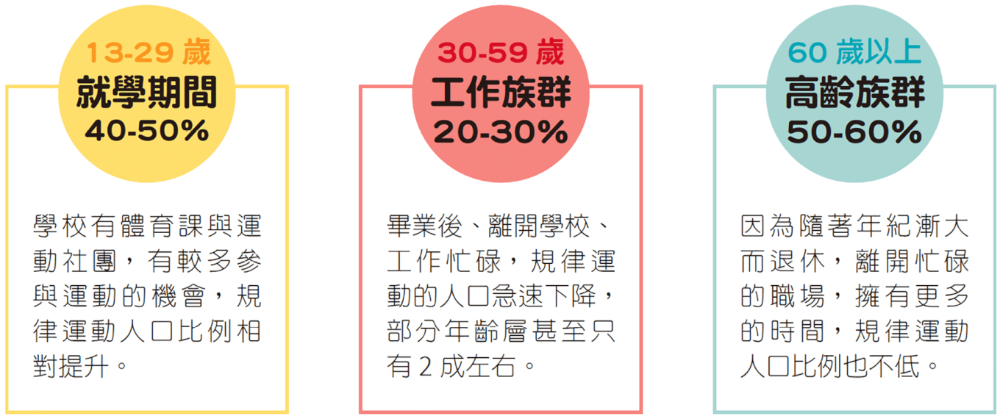 13-29 歲
就學期間
40-50%
學校有體育課與運
動社團，有較多參
與運動的機會，規
律運動人口比例相
對提升。
30-59 歲
工作族群
20-30%
畢業後、離開學校、
工作忙碌，規律運
動的人口急速下降，
部分年齡層甚至只
有 2 成左右。
60 歲以上
高齡族群
50-60%
因為隨著年紀漸大
而退休，離開忙碌
的職場，擁有更多
的時間，規律運動
人口比例也不低。